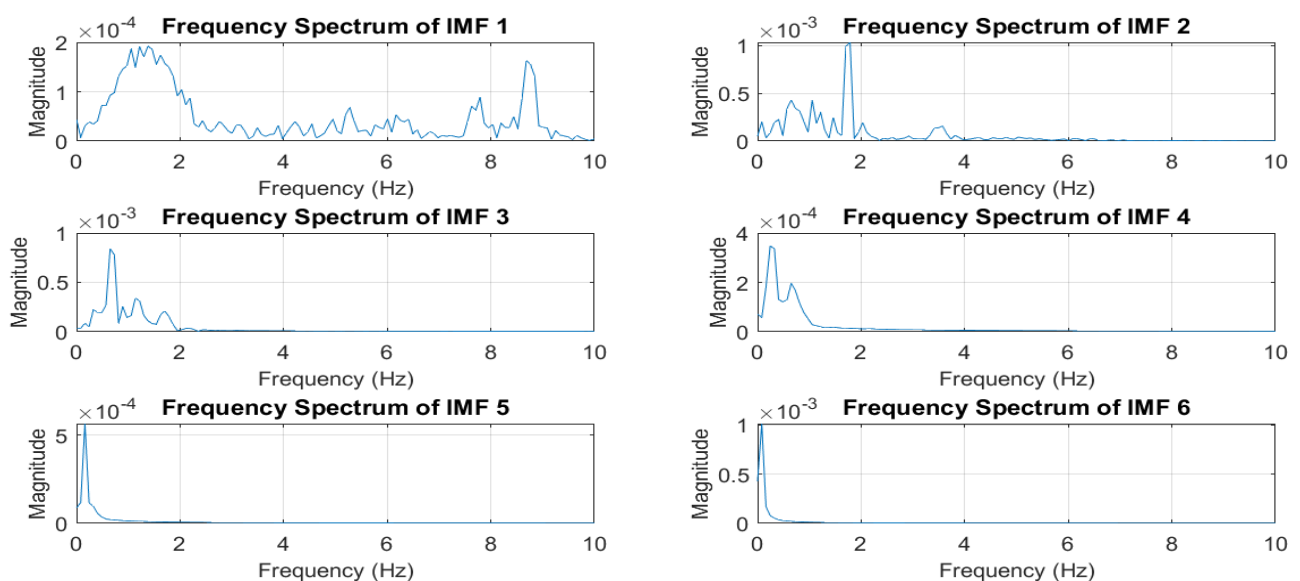 Frequency Spectrum of IMF 1
×10⁻⁴
2
1
0
Magnitude
0 2 4 6 8 10
Frequency (Hz)
Frequency Spectrum of IMF 2
×10⁻³
1
0.5
0
Magnitude
0 2 4 6 8 10
Frequency (Hz)
Frequency Spectrum of IMF 3
×10⁻³
1
0.5
0
Magnitude
0 2 4 6 8 10
Frequency (Hz)
Frequency Spectrum of IMF 4
×10⁻⁴
4
2
0
Magnitude
0 2 4 6 8 10
Frequency (Hz)
Frequency Spectrum of IMF 5
×10⁻⁴
5
0
Magnitude
0 2 4 6 8 10
Frequency (Hz)
Frequency Spectrum of IMF 6
×10⁻³
1
0.5
0
Magnitude
0 2 4 6 8 10
Frequency (Hz)